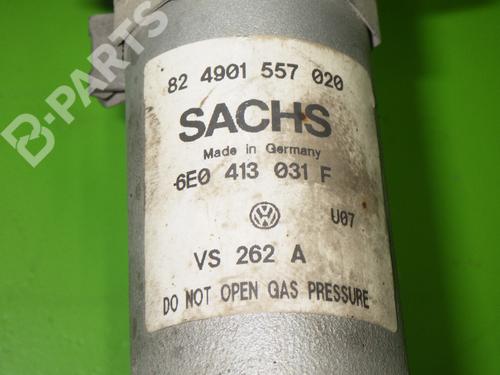 B-PARTS
82 4901 557 020
SACHS
Made in Germany
6E0 413 031 F
U07
VS 262 A
DO NOT OPEN GAS PRESSURE